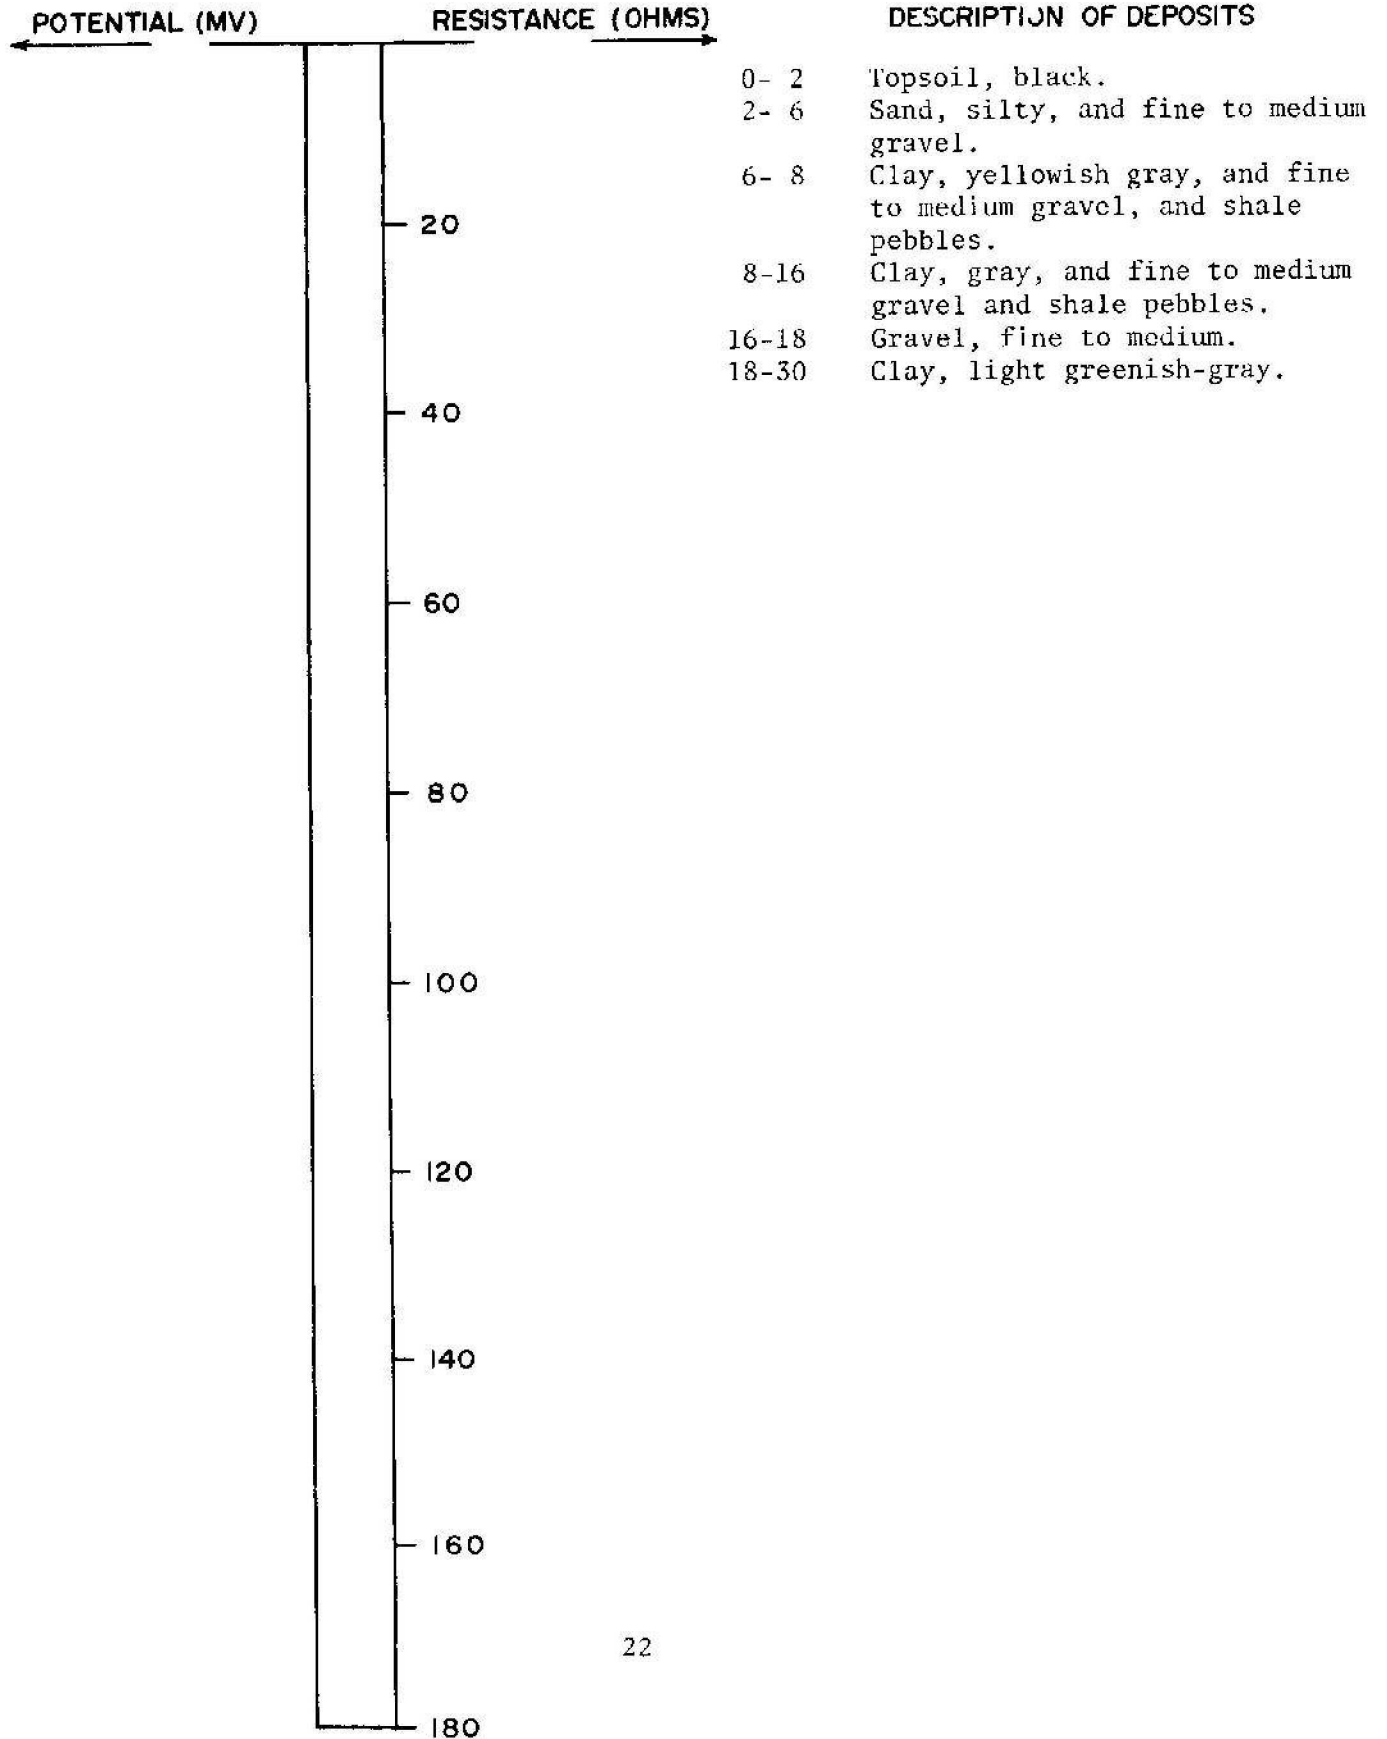 POTENTIAL (MV) RESISTANCE (OHMS) DESCRIPTION OF DEPOSITS
0- 2 Topsoil, black.
2- 6 Sand, silty, and fine to medium
gravel.
6- 8 Clay, yellowish gray, and fine
to medium gravel, and shale
pebbles.
8-16 Clay, gray, and fine to medium
gravel and shale pebbles.
16-18 Gravel, fine to medium.
18-30 Clay, light greenish-gray.
20
40
60
80
100
120
140
160
180
22